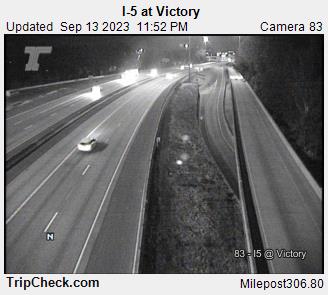 I-5 at Victory
Updated Sep 13 2023 11:52 PM Camera 83
T
N
83 - I5 @ Victory
TripCheck.com Milepost306.80